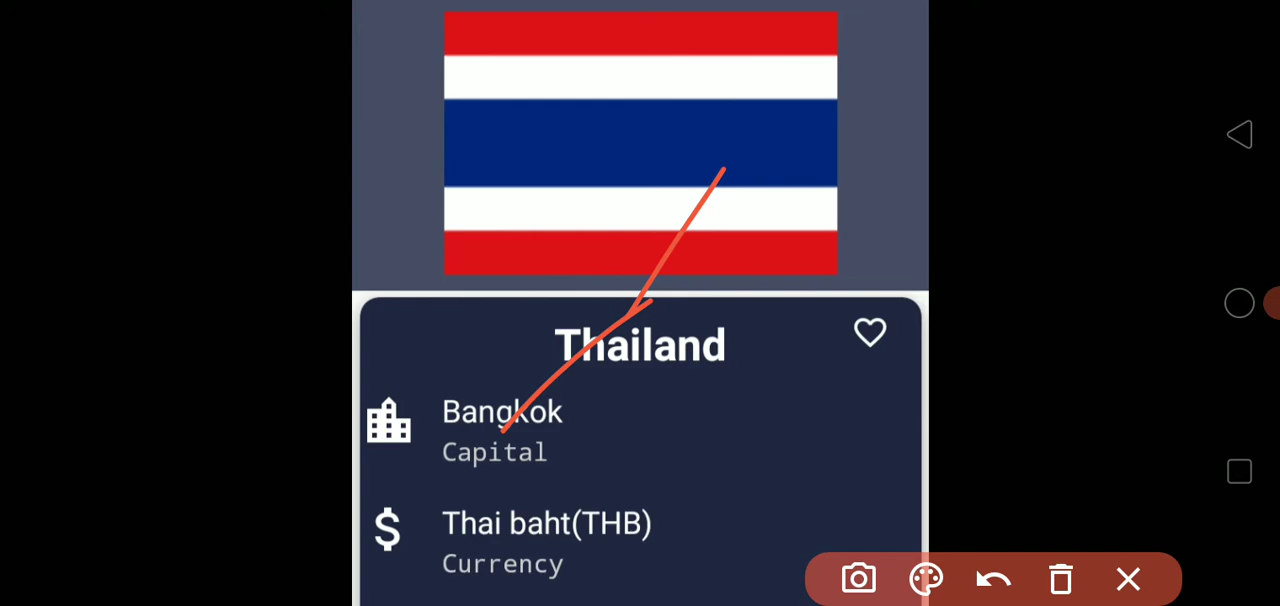 Thailand
Bangkok
Capital
Thai baht(THB)
Currency